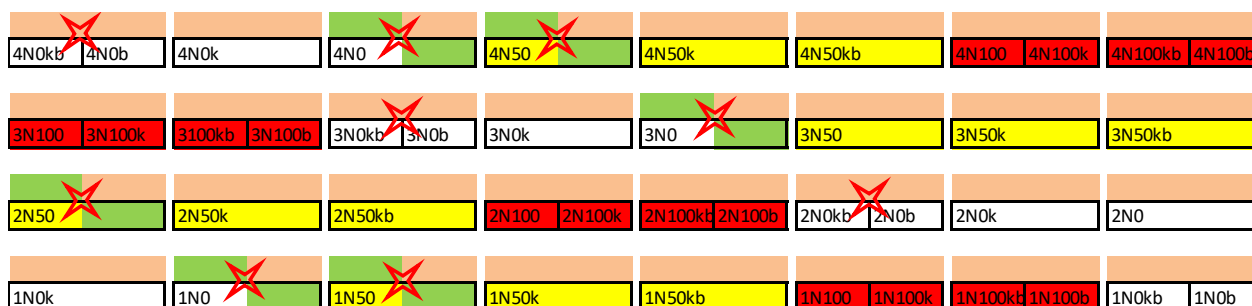 4N0kb 4N0b 4N0k 4N0 4N50 4N50k 4N50kb 4N100 4N100k 4N100kb 4N100b
3N100 3N100k 3100kb 3N100b 3N0kb 3N0b 3N0k 3N0 3N50 3N50k 3N50kb
2N50 2N50k 2N50kb 2N100 2N100k 2N100kb 2N100b 2N0kb 2N0b 2N0k 2N0
1N0k 1N0 1N50 1N50k 1N50kb 1N100 1N100k 1N100kb 1N100b 1N0kb 1N0b